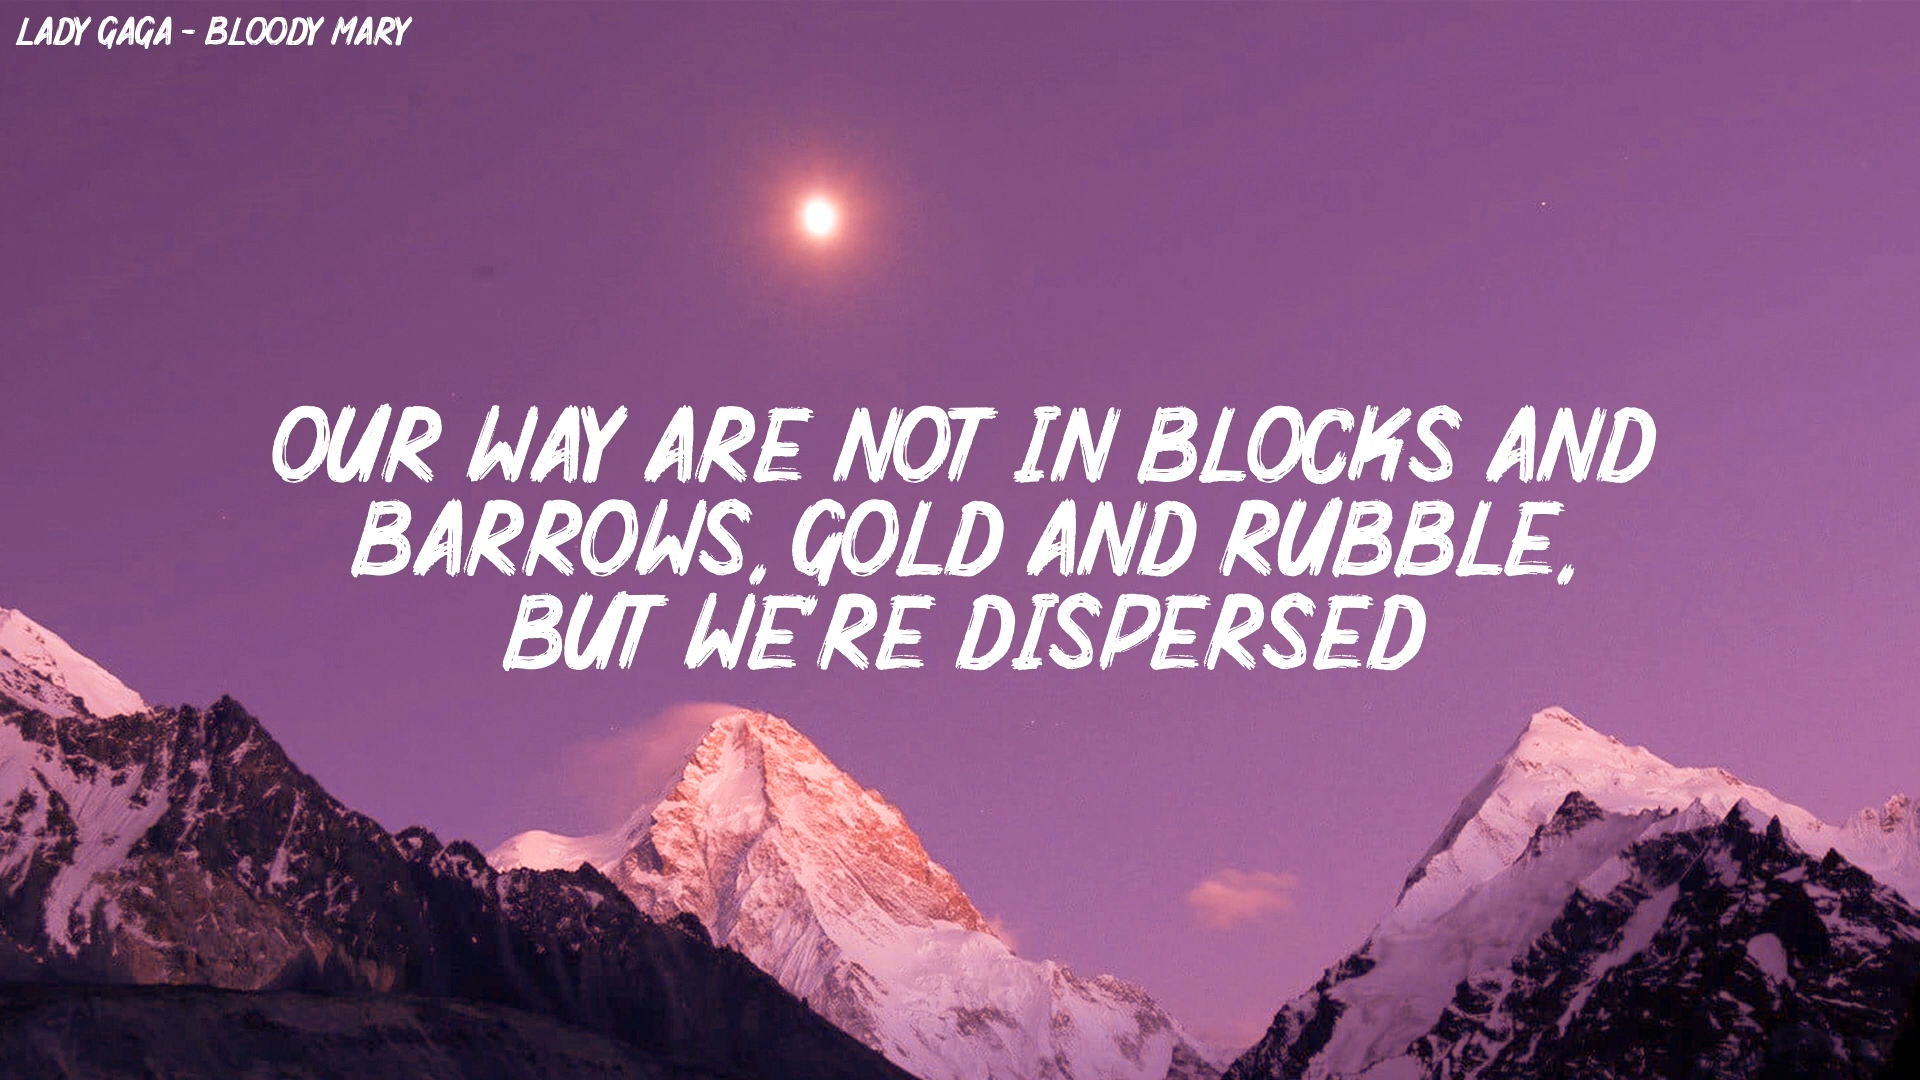 LADY GAGA - BLOODY MARY
OUR WAY ARE NOT IN BLOCKS AND
BARROWS, GOLD AND RUBBLE,
BUT WE'RE DISPERSED